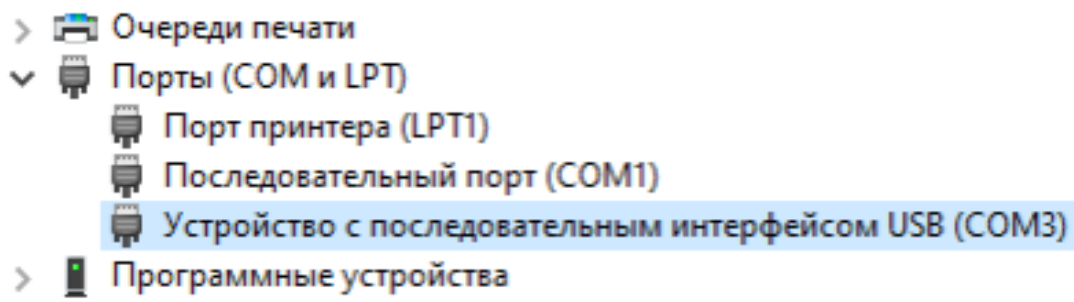 Очереди печати
Порты (COM и LPT)
Порт принтера (LPT1)
Последовательный порт (COM1)
Устройство с последовательным интерфейсом USB (COM3)
Программные устройства